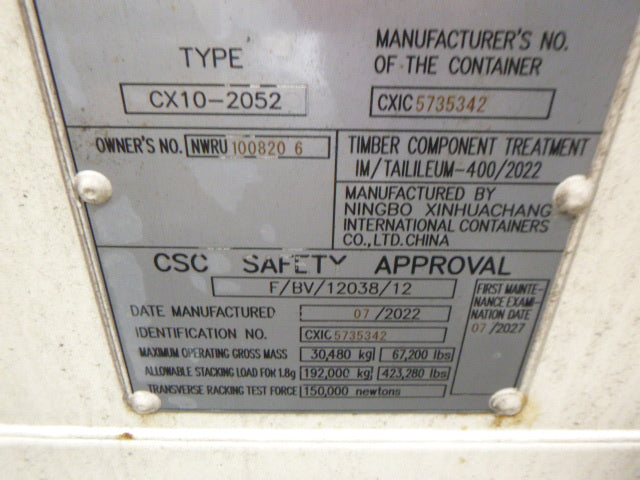 TYPE
CX10-2052
MANUFACTURER'S NO.
OF THE CONTAINER
CXIC 5735342
OWNER'S NO. NWRU 100820 6
TIMBER COMPONENT TREATMENT
IM/TAILILEUM-400/2022
MANUFACTURED BY
NINGBO XINHUACHANG
INTERNATIONAL CONTAINERS
CO.,LTD.CHINA
CSC SAFETY APPROVAL
F/BV/12038/12
DATE MANUFACTURED 07/2022
IDENTIFICATION NO. CXIC 5735342
MAXIMUM OPERATING GROSS MASS 30,480 kg 67,200 lbs
ALLOWABLE STACKING LOAD FOR 1.8g 192,000 kg 423,280 lbs
TRANSVERSE RACKING TEST FORCE 150,000 newtons
FIRST MAINTE-
NANCE EXAMI-
NATION DATE
07/2027